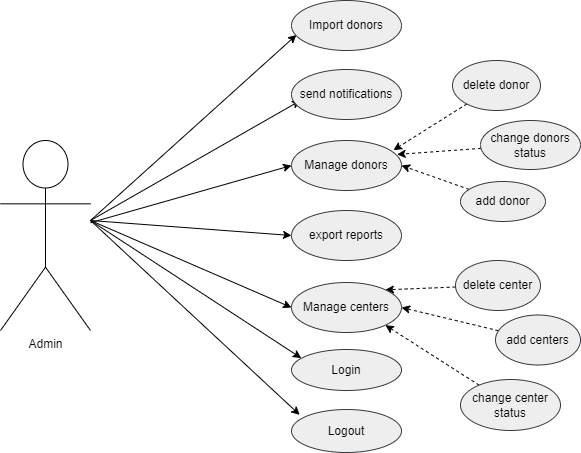 Import donors
send notifications
delete donor
change donors
status
Manage donors
add donor
export reports
delete center
Manage centers
add centers
Admin
Login
change center
status
Logout